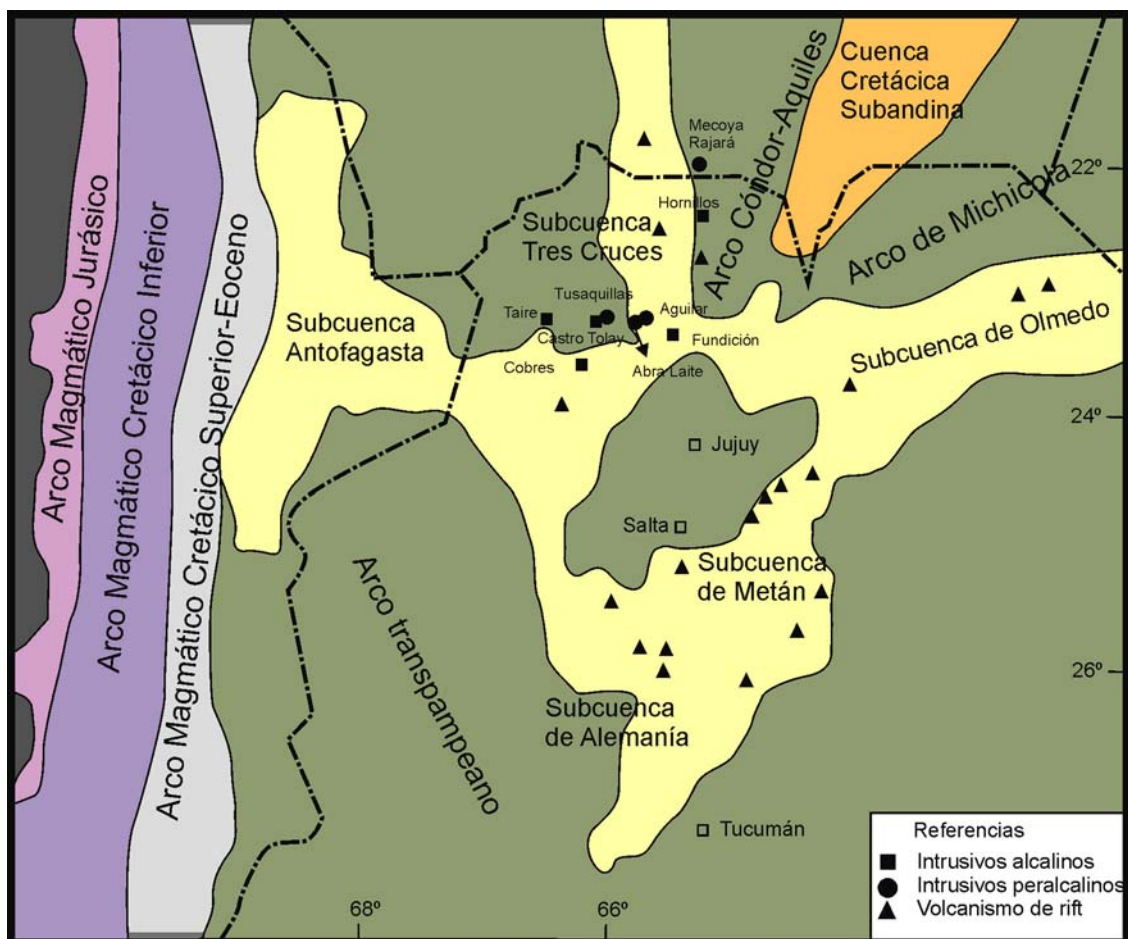 Cuenca
Cretácica
Subandina
Arco Cóndor-Aquiles
Mecoya
Rajará
22º
Hornillos
Arco de Michicola
Subcuenca
Tres Cruces
Arco Magmático Jurásico
Arco Magmático Cretácico Inferior
Arco Magmático Cretácico Superior-Eoceno
Subcuenca
Antofagasta
Tusaquillas
Aguilar
Taire
Castro Tolay
Fundición
Cobres
Abra Laite
Subcuenca de Olmedo
24º
Jujuy
Salta
Subcuenca
de Metán
Arco transpampeano
26º
Subcuenca
de Alemanía
Tucumán
68º
66º
Referencias
Intrusivos alcalinos
Intrusivos peralcalinos
Volcanismo de rift